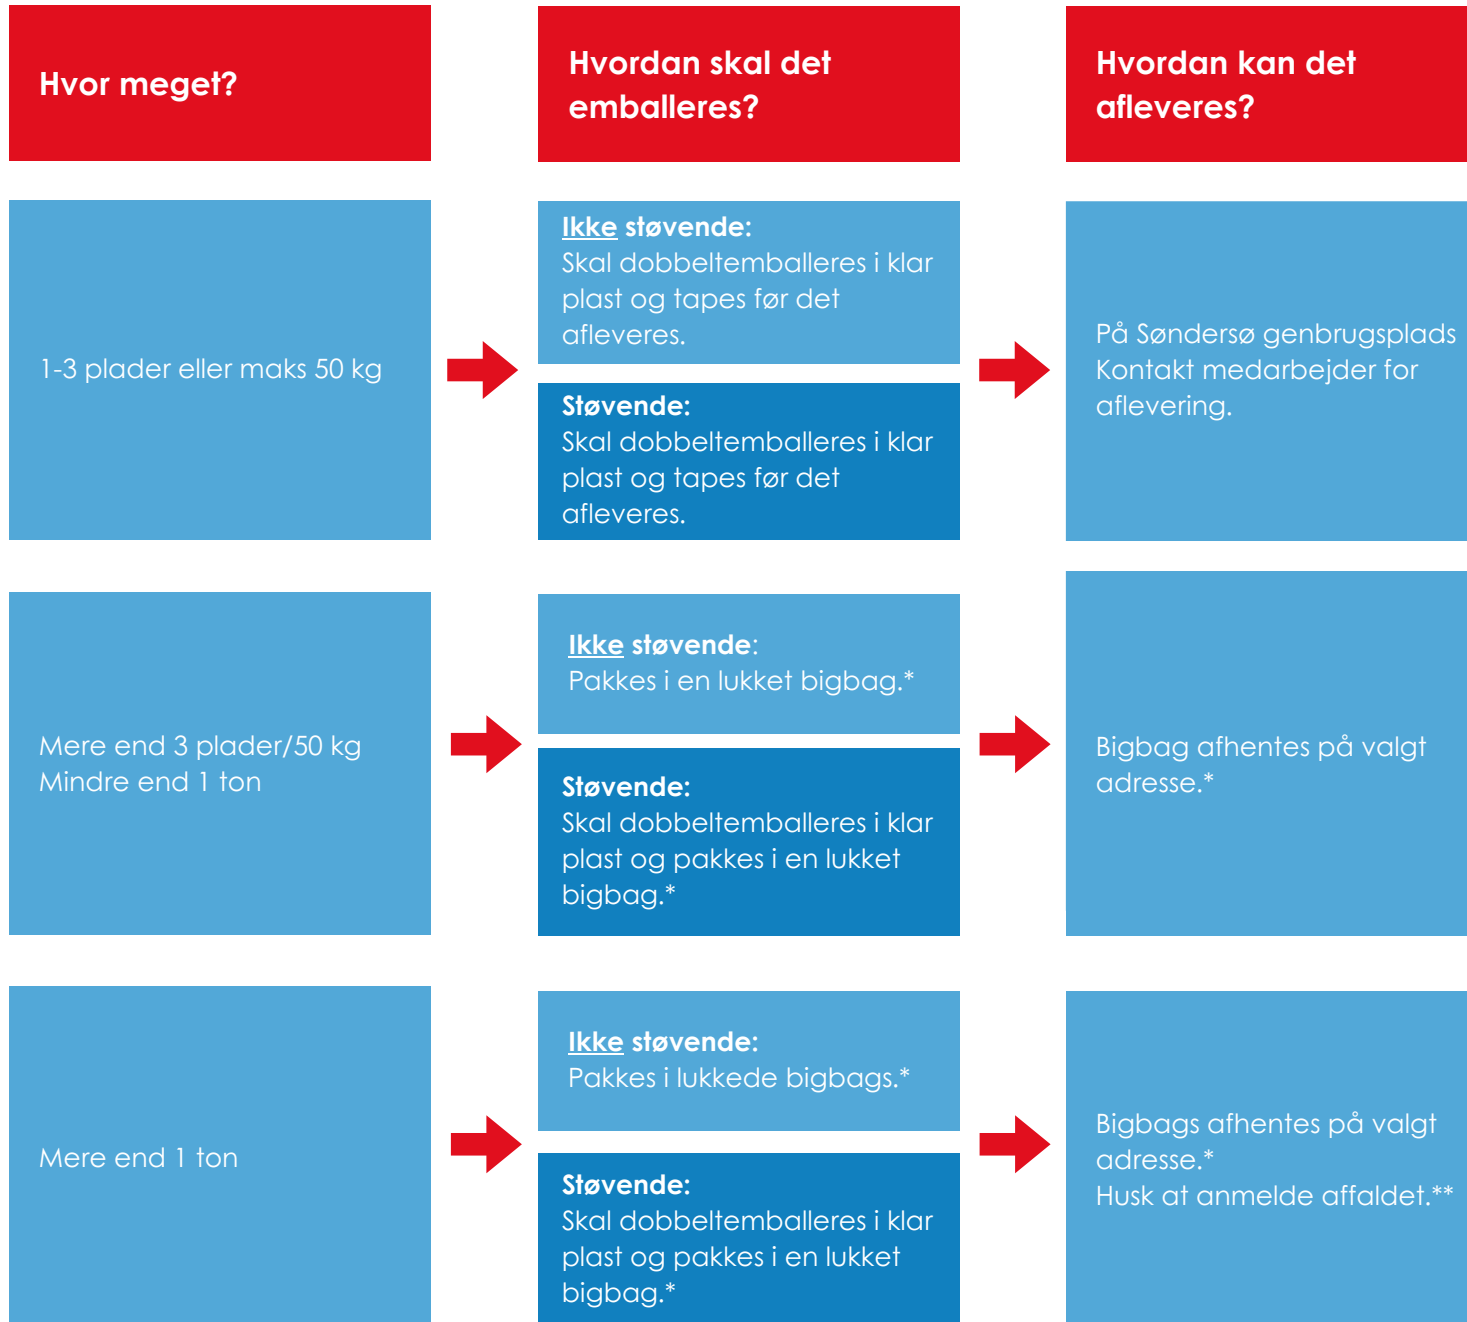 Hvor meget?
Hvordan skal det
emballeres?
Hvordan kan det
afleveres?
1-3 plader eller maks 50 kg
Ikke støvende:
Skal dobbeltemballeres i klar
plast og tapes før det
afleveres.
Støvende:
Skal dobbeltemballeres i klar
plast og tapes før det
afleveres.
På Søndersø genbrugsplads
Kontakt medarbejder for
aflevering.
Mere end 3 plader/50 kg
Mindre end 1 ton
Ikke støvende:
Pakkes i en lukket bigbag.*
Støvende:
Skal dobbeltemballeres i klar
plast og pakkes i en lukket
bigbag.*
Bigbag afhentes på valgt
adresse.*
Mere end 1 ton
Ikke støvende:
Pakkes i lukkede bigbags.*
Støvende:
Skal dobbeltemballeres i klar
plast og pakkes i en lukket
bigbag.*
Bigbags afhentes på valgt
adresse.*
Husk at anmelde affaldet.**